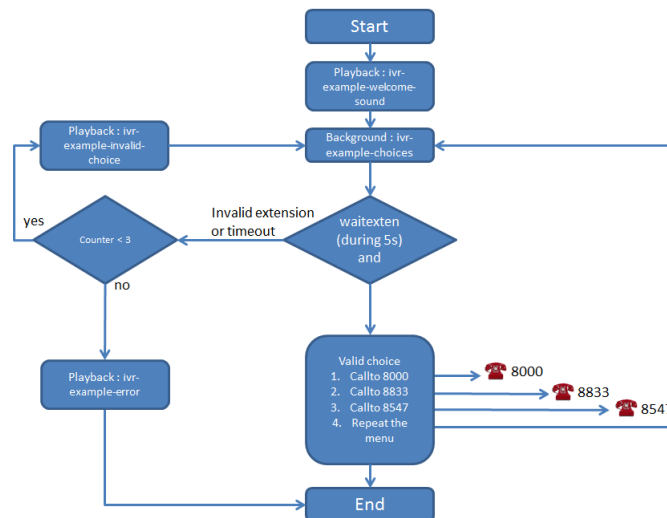 Start
Playback : ivr-
example-welcome-
sound
Playback : ivr-
example-invalid-
choice
Background : ivr-
example-choices
yes
Counter < 3
Invalid extension
or timeout
waitexten
(during 5s)
and
no
Playback : ivr-
example-error
Valid choice
1. Callto 8000
2. Callto 8833
3. Callto 8547
4. Repeat the
menu
8000
8833
8547
End